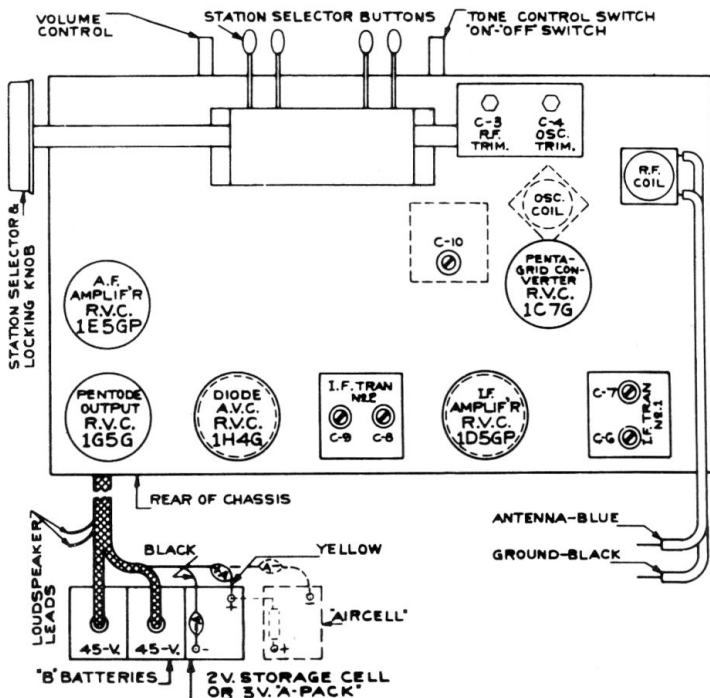 VOLUME
CONTROL
STATION SELECTOR BUTTONS
TONE CONTROL SWITCH
"ON"-"OFF" SWITCH
STATION SELECTOR &
LOCKING KNOB
C-3
R.F.
TRIM.
C-4
OSC.
TRIM.
R.F.
COIL
OSC.
COIL
C-10
PENTA-
GRID CON-
VERTER
R.V.C.
1C7G
A.F.
AMPLIF'R
R.V.C.
1E5GP
PENTODE
OUTPUT
R.V.C.
1G5G
DIODE
A.V.C.
R.V.C.
1H4G
I.F. TRAN
Nº.2
C-9
C-8
I.F.
AMPLIF'R
R.V.C.
1D5GP
C-7
C-6
I.F. TRAN
Nº.1
REAR OF CHASSIS
ANTENNA-BLUE
GROUND-BLACK
LOUDSPEAKER
LEADS
BLACK
YELLOW
"AIRCELL"
45-V.
45-V.
-
+
-
+
"B" BATTERIES
2V. STORAGE CELL
OR 3V. "A-PACK"